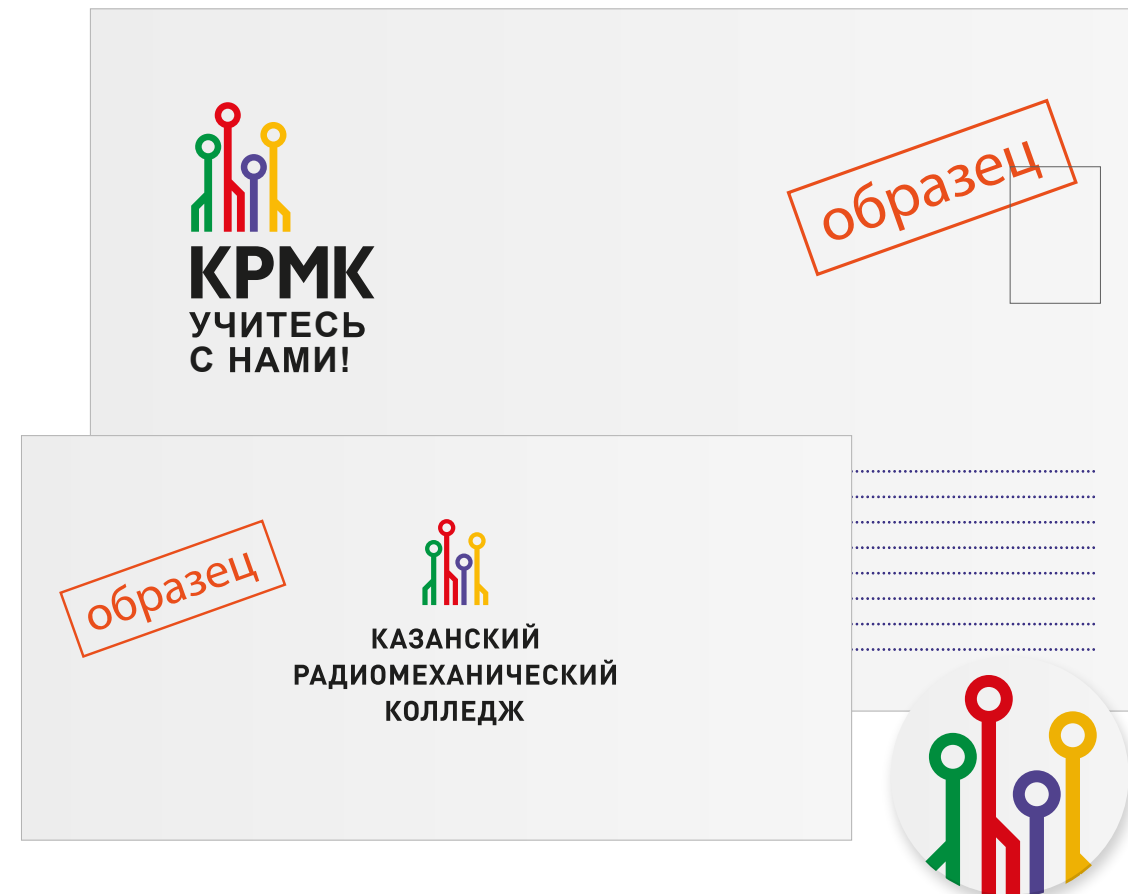 образец
КРМК
УЧИТЕСЬ
С НАМИ!
образец
КАЗАНСКИЙ
РАДИОМЕХАНИЧЕСКИЙ
КОЛЛЕДЖ